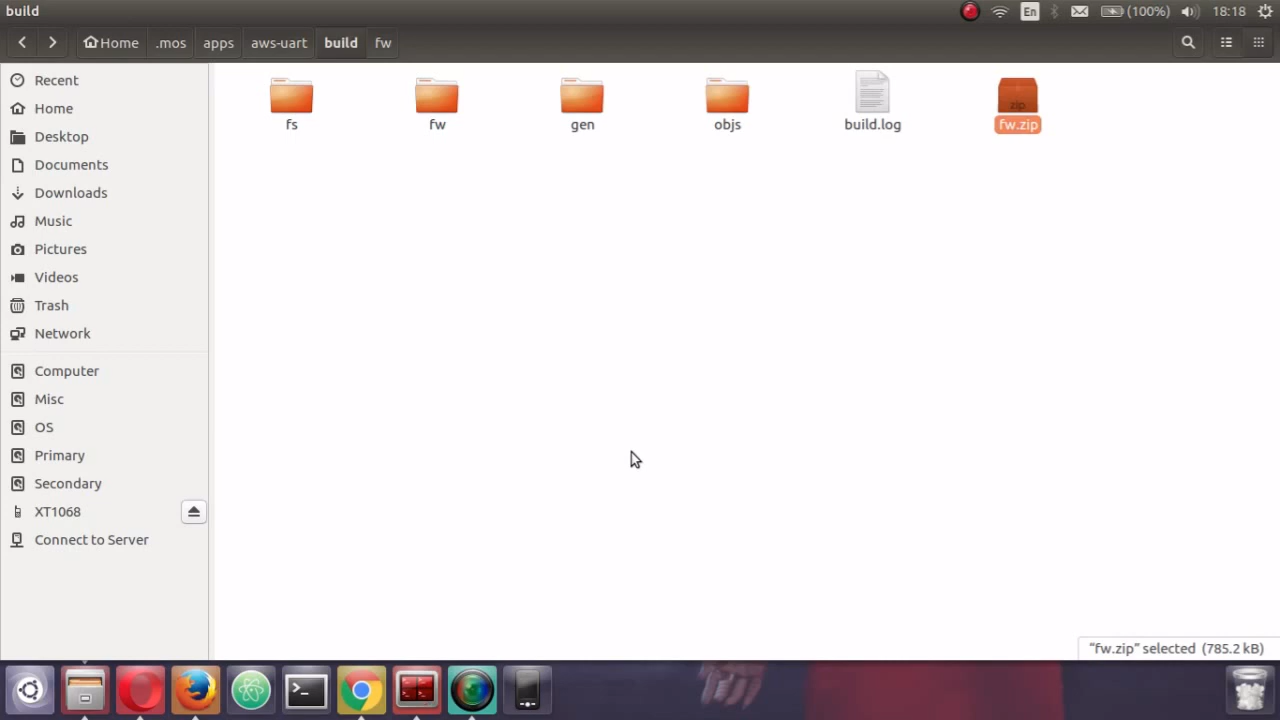 build
En
(100%)
18:18
Home
.mos
apps
aws-uart
build
fw
Recent
Home
Desktop
Documents
Downloads
Music
Pictures
Videos
Trash
Network
Computer
Misc
OS
Primary
Secondary
XT1068
Connect to Server
fs
fw
gen
objs
build.log
zip
fw.zip
“fw.zip” selected (785.2 kB)